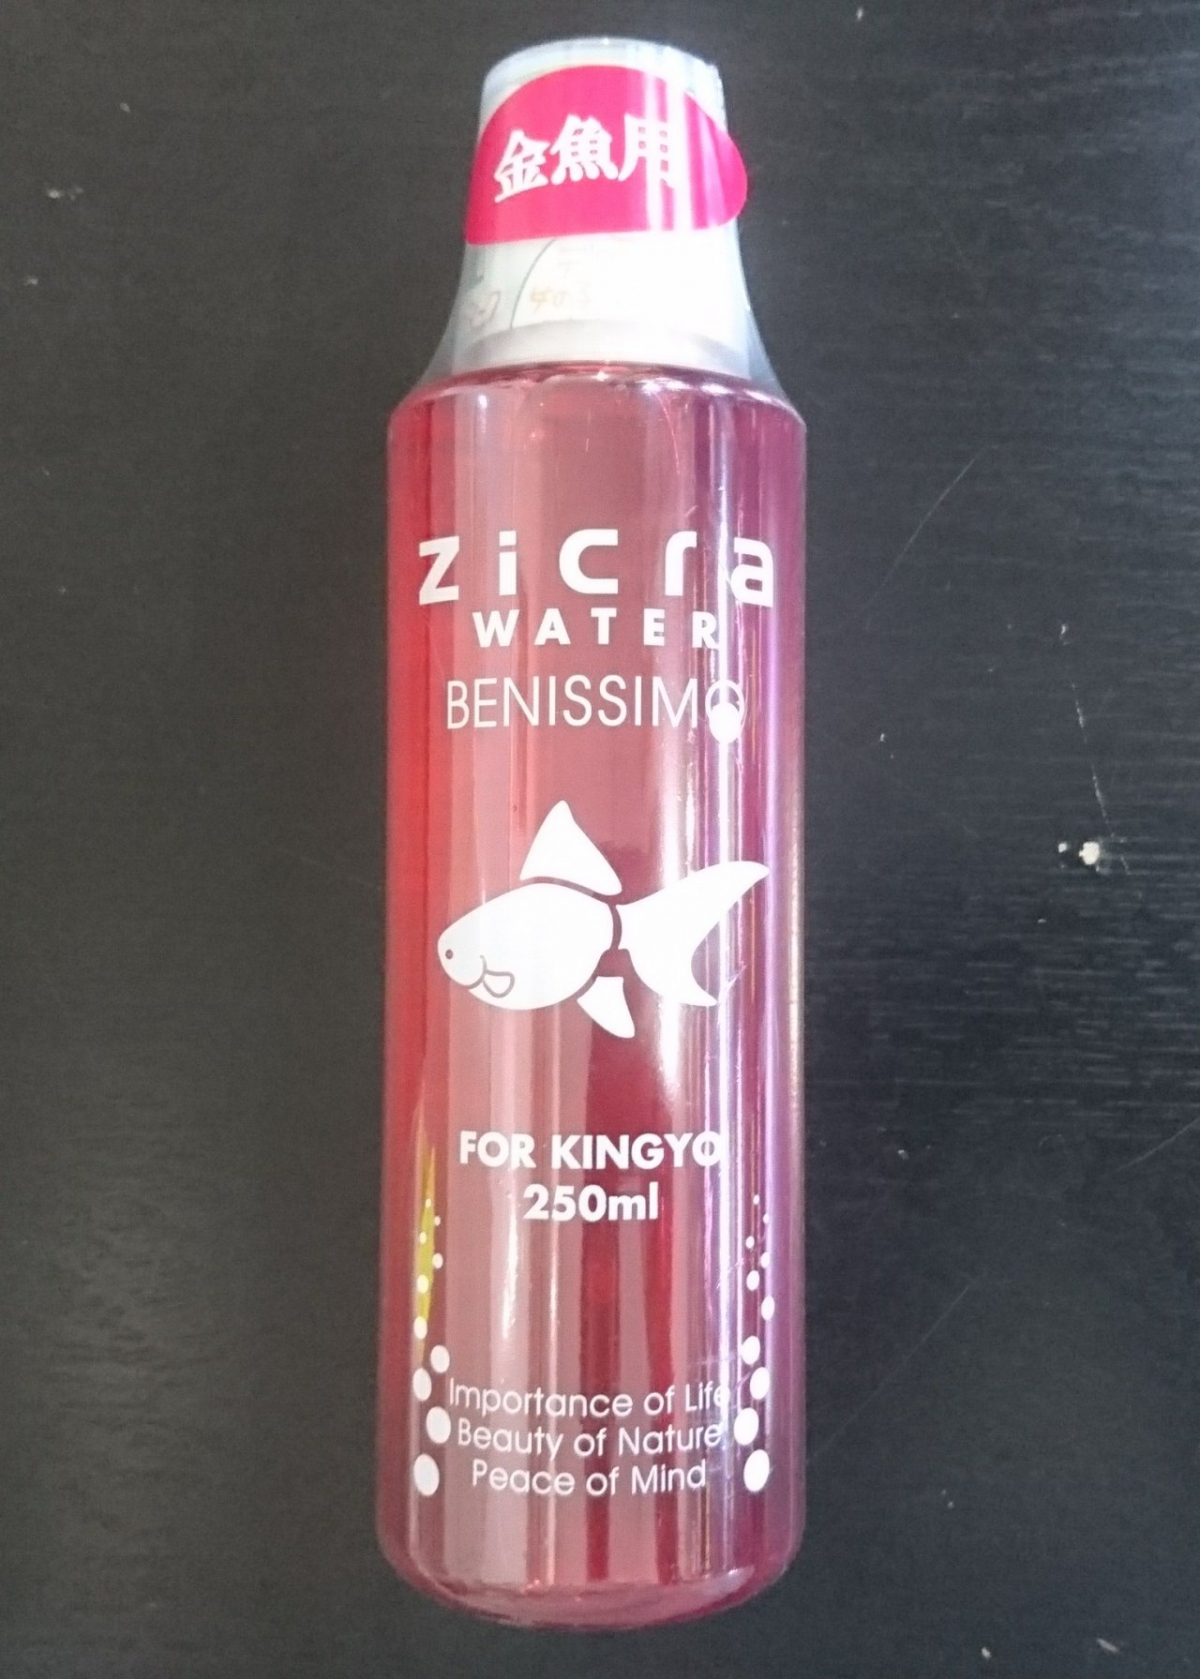 金魚用
zicra
WATER
BENISSIMO
FOR KINGYO
250ml
Importance of Life
Beauty of Nature
Peace of Mind